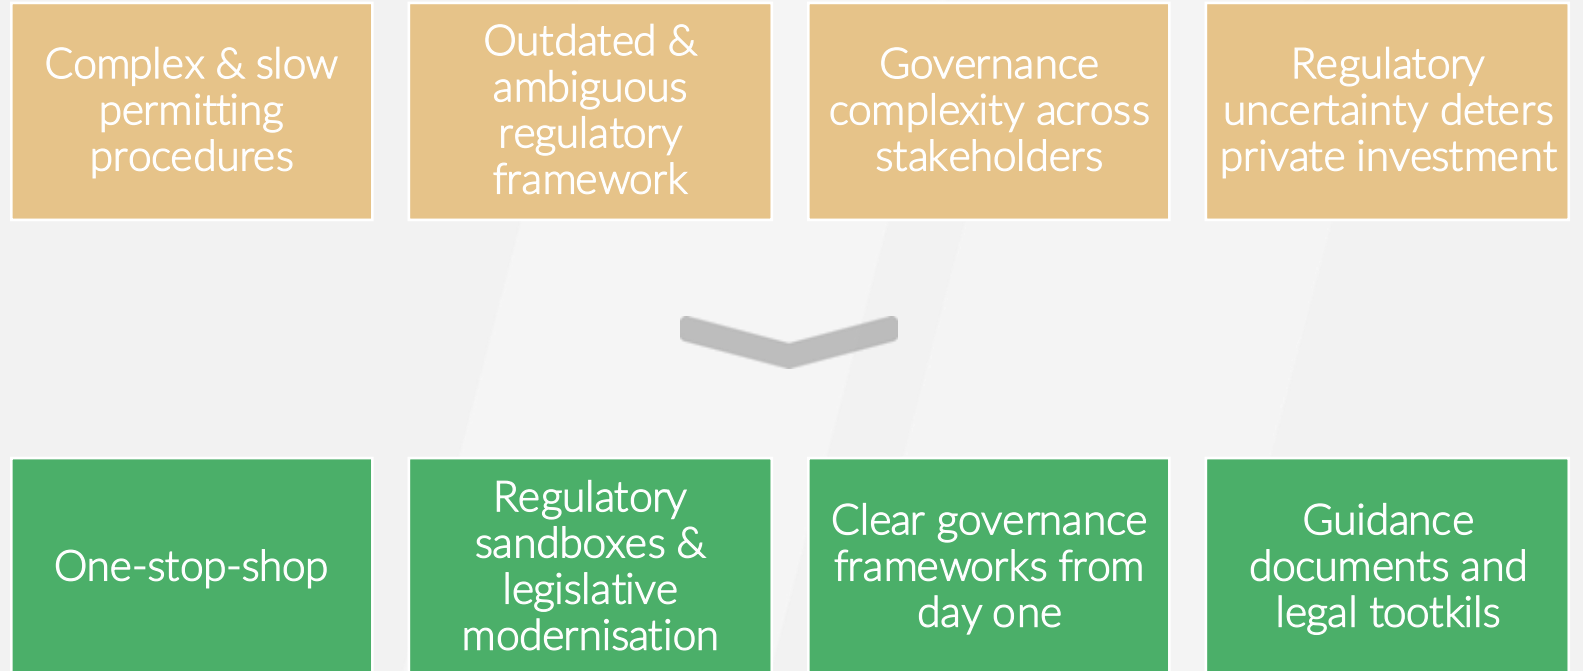 Complex & slow
permitting
procedures
Outdated &
ambiguous
regulatory
framework
Governance
complexity across
stakeholders
Regulatory
uncertainty deters
private investment
One-stop-shop
Regulatory
sandboxes &
legislative
modernisation
Clear governance
frameworks from
day one
Guidance
documents and
legal tootkils